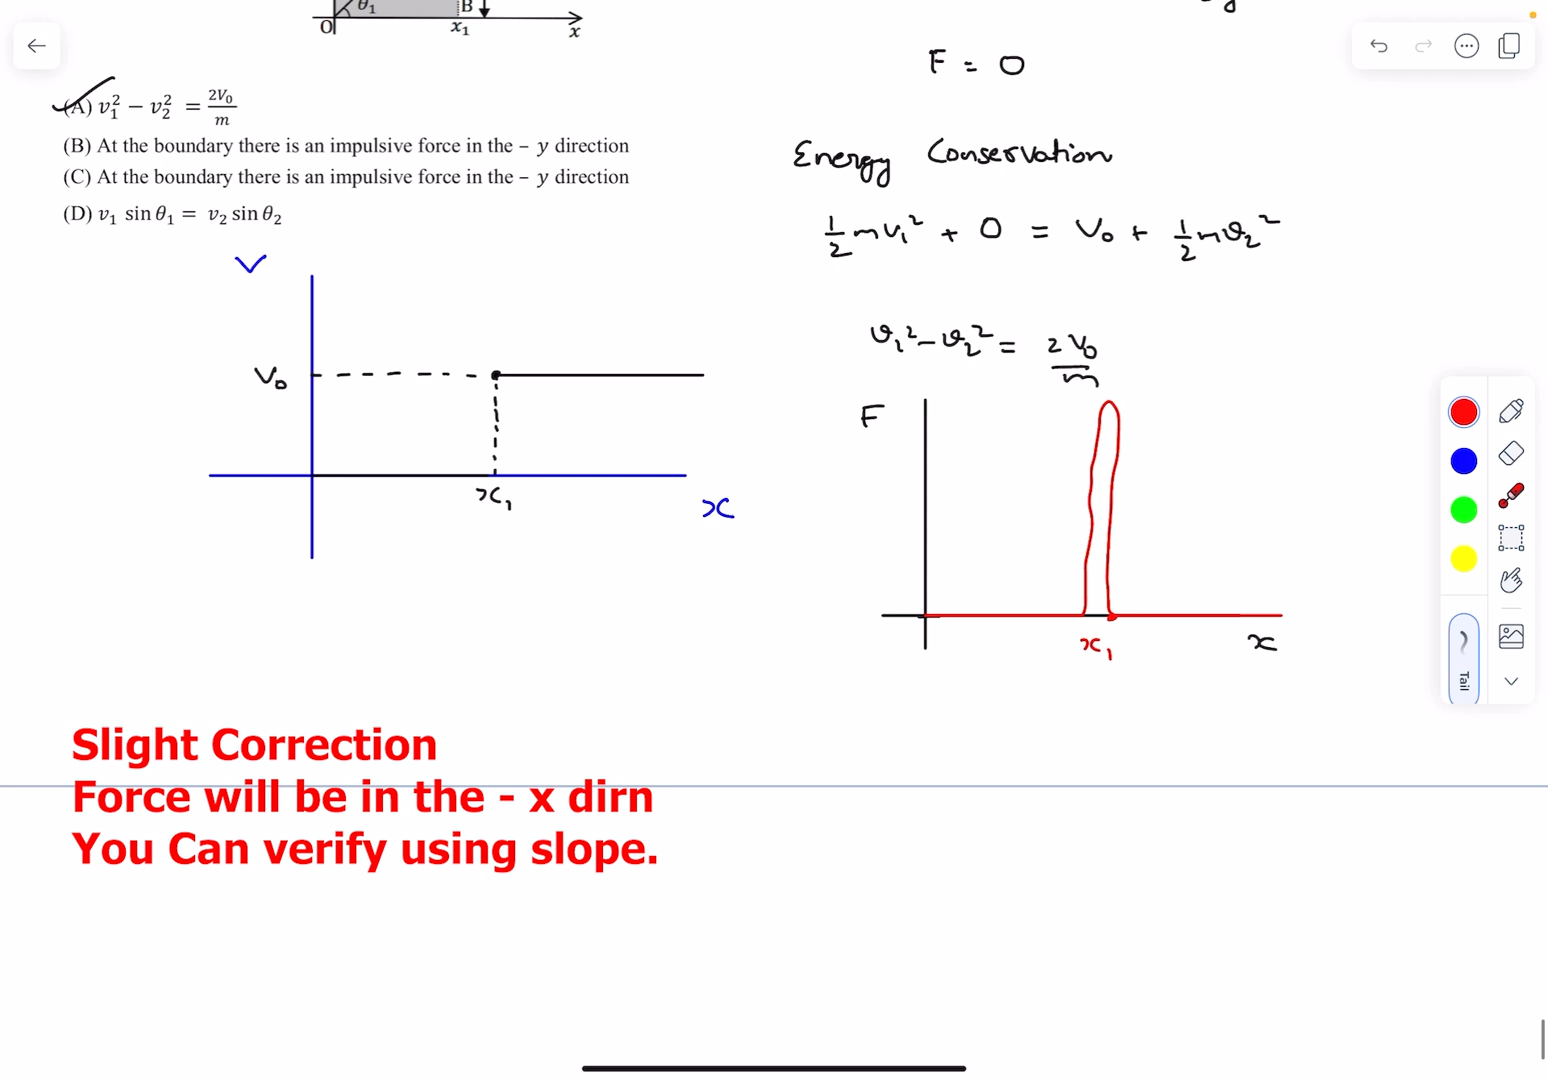 θ₁
B
O
x₁
x
F = 0
(A) v₁² − v₂² = 2V₀/m
(B) At the boundary there is an impulsive force in the − y direction
(C) At the boundary there is an impulsive force in the − y direction
(D) v₁ sin θ₁ = v₂ sin θ₂
Energy Conservation
½mv₁² + 0 = V₀ + ½mv₂²
v₁² − v₂² = 2V₀/m
V
V₀
x₁
x
F
x₁
x
Tail
Slight Correction
Force will be in the - x dirn
You Can verify using slope.